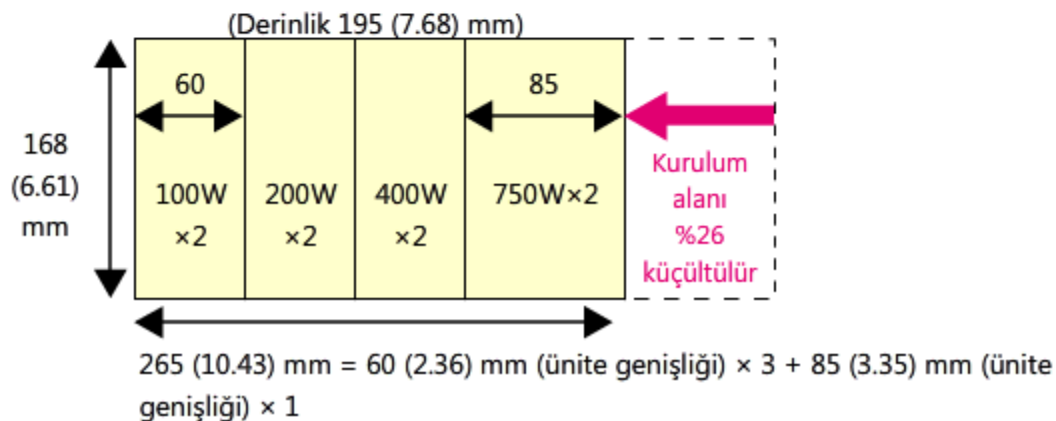 (Derinlik 195 (7.68) mm)
60
85
168
(6.61)
mm
100W
×2
200W
×2
400W
×2
750W×2
Kurulum
alanı
%26
küçültülür
265 (10.43) mm = 60 (2.36) mm (ünite genişliği) × 3 + 85 (3.35) mm (ünite
genişliği) × 1